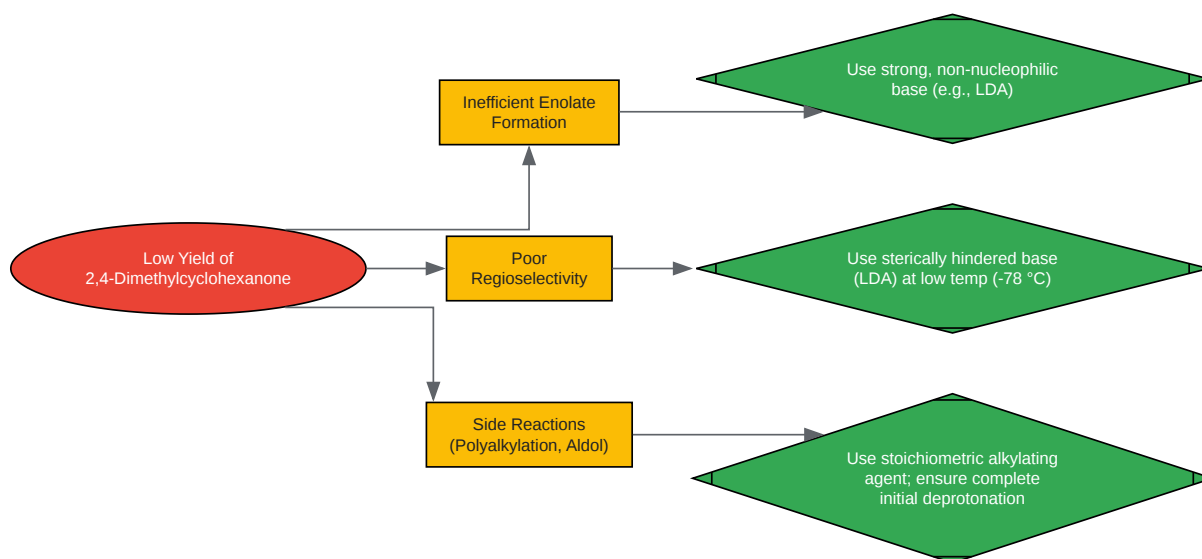 Low Yield of
2,4-Dimethylcyclohexanone
Inefficient Enolate
Formation
Use strong, non-nucleophilic
base (e.g., LDA)
Poor
Regioselectivity
Use sterically hindered base
(LDA) at low temp (-78 °C)
Side Reactions
(Polyalkylation, Aldol)
Use stoichiometric alkylating
agent; ensure complete
initial deprotonation